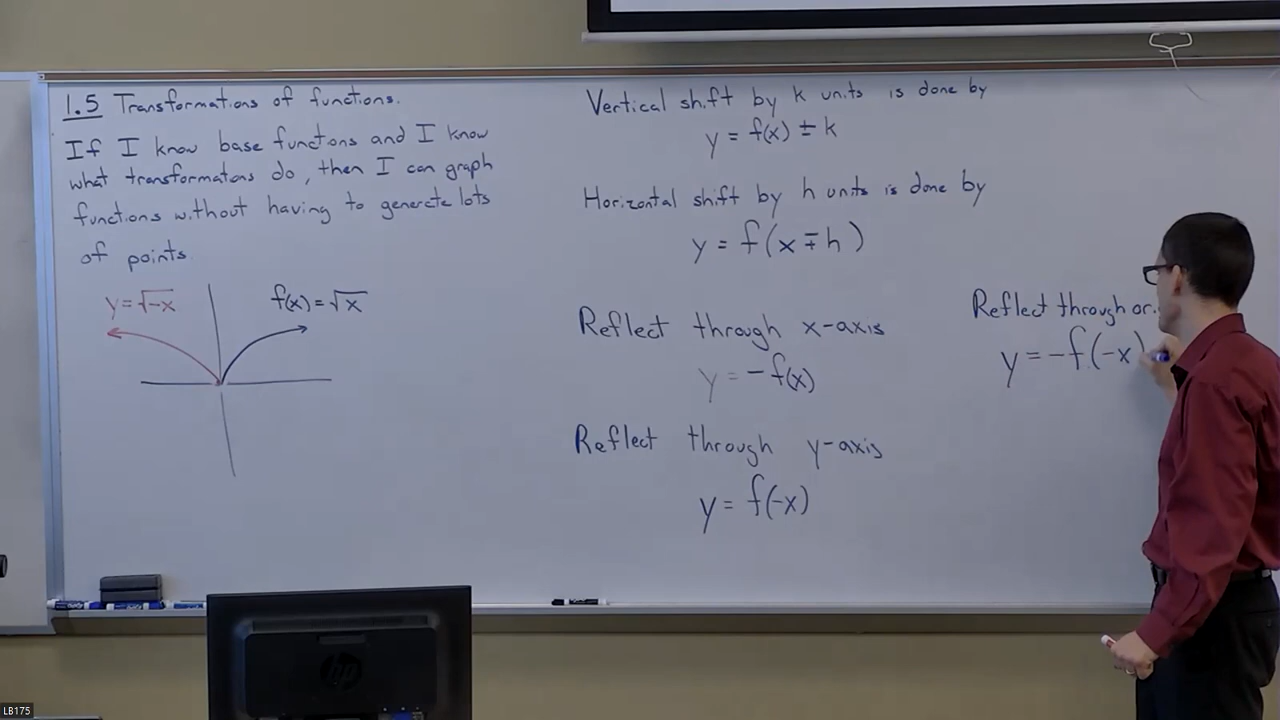 1.5 Transformations of functions.
If I know base functions and I know
what transformations do, then I can graph
functions without having to generate lots
of points
y = √-x
f(x) = √x
Vertical shift by k units is done by
y = f(x) ± k
Horizontal shift by h units is done by
y = f(x ∓ h)
Reflect through x-axis
y = -f(x)
Reflect through y-axis
y = f(-x)
Reflect through
y = -f(-x)
hp
LB175